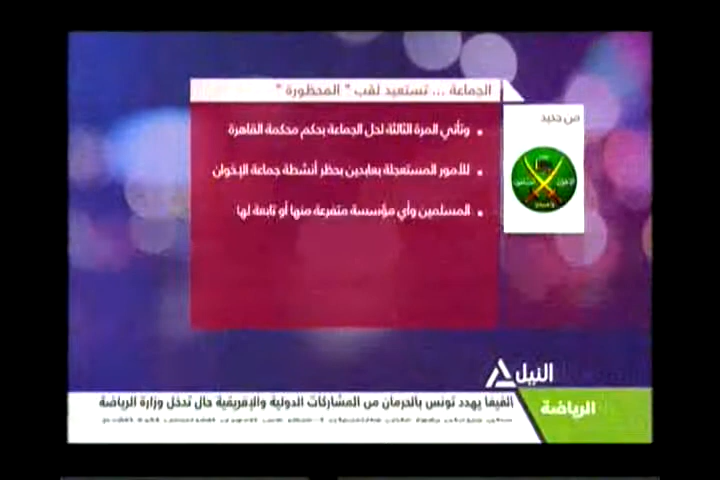 الجماعة ... تستعيد لقب " المحظورة "
من جديد
وتأتي المرة الثالثة لحل الجماعة بحكم محكمة القاهرة
للأمور المستعجلة بعابدين بحظر أنشطة جماعة الإخوان
المسلمين وأي مؤسسة متفرعة منها أو تابعة لها
النيل
الرياضة
الفيفا يهدد تونس بالحرمان من المشاركات الدولية والإفريقية حال تدخل وزارة الرياضة